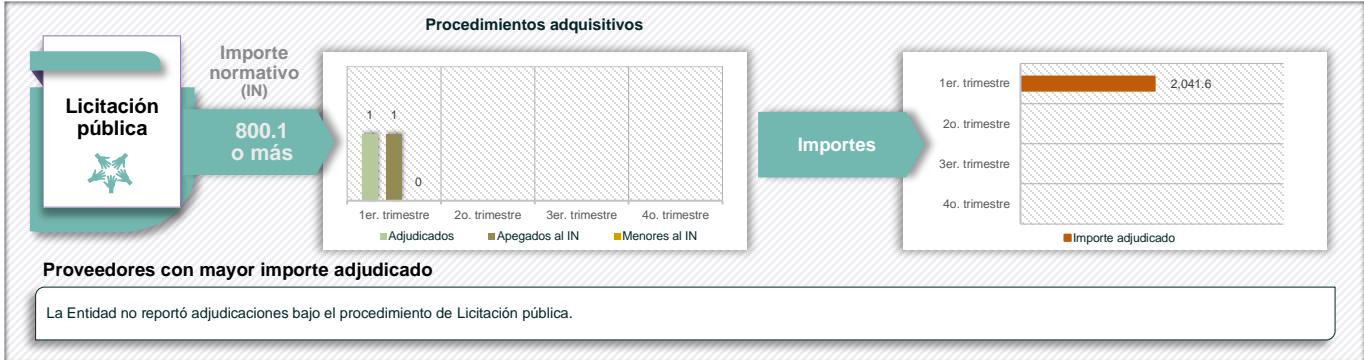 Procedimientos adquisitivos
Licitación
pública
Importe
normativo
(IN)
800.1
o más
1 1
0
1er. trimestre 2o. trimestre 3er. trimestre 4o. trimestre
Adjudicados Apegados al IN Menores al IN
Importes
1er. trimestre 2,041.6
2o. trimestre
3er. trimestre
4o. trimestre
Importe adjudicado
Proveedores con mayor importe adjudicado
La Entidad no reportó adjudicaciones bajo el procedimiento de Licitación pública.